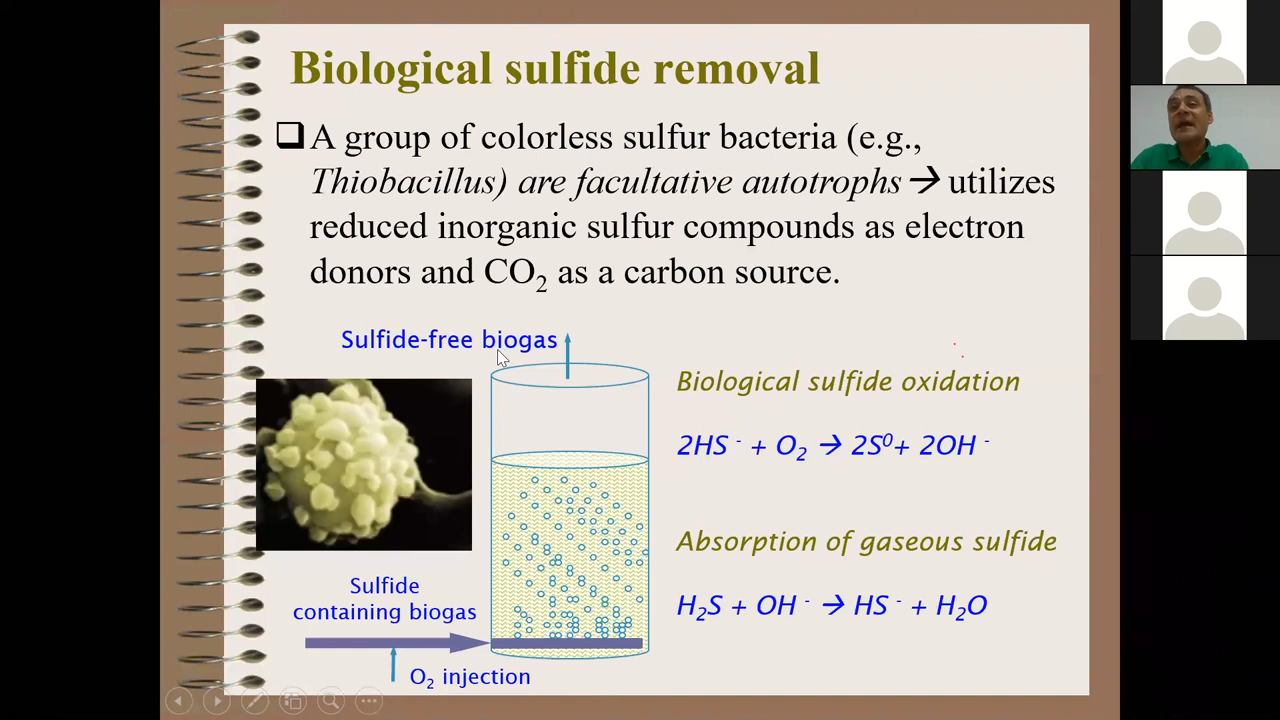 Biological sulfide removal
❑ A group of colorless sulfur bacteria (e.g.,
Thiobacillus) are facultative autotrophs→ utilizes
reduced inorganic sulfur compounds as electron
donors and CO₂ as a carbon source.
Sulfide-free biogas
Biological sulfide oxidation
2HS⁻ + O₂ → 2S⁰+ 2OH⁻
Absorption of gaseous sulfide
H₂S + OH⁻ → HS⁻ + H₂O
Sulfide
containing biogas
O₂ injection